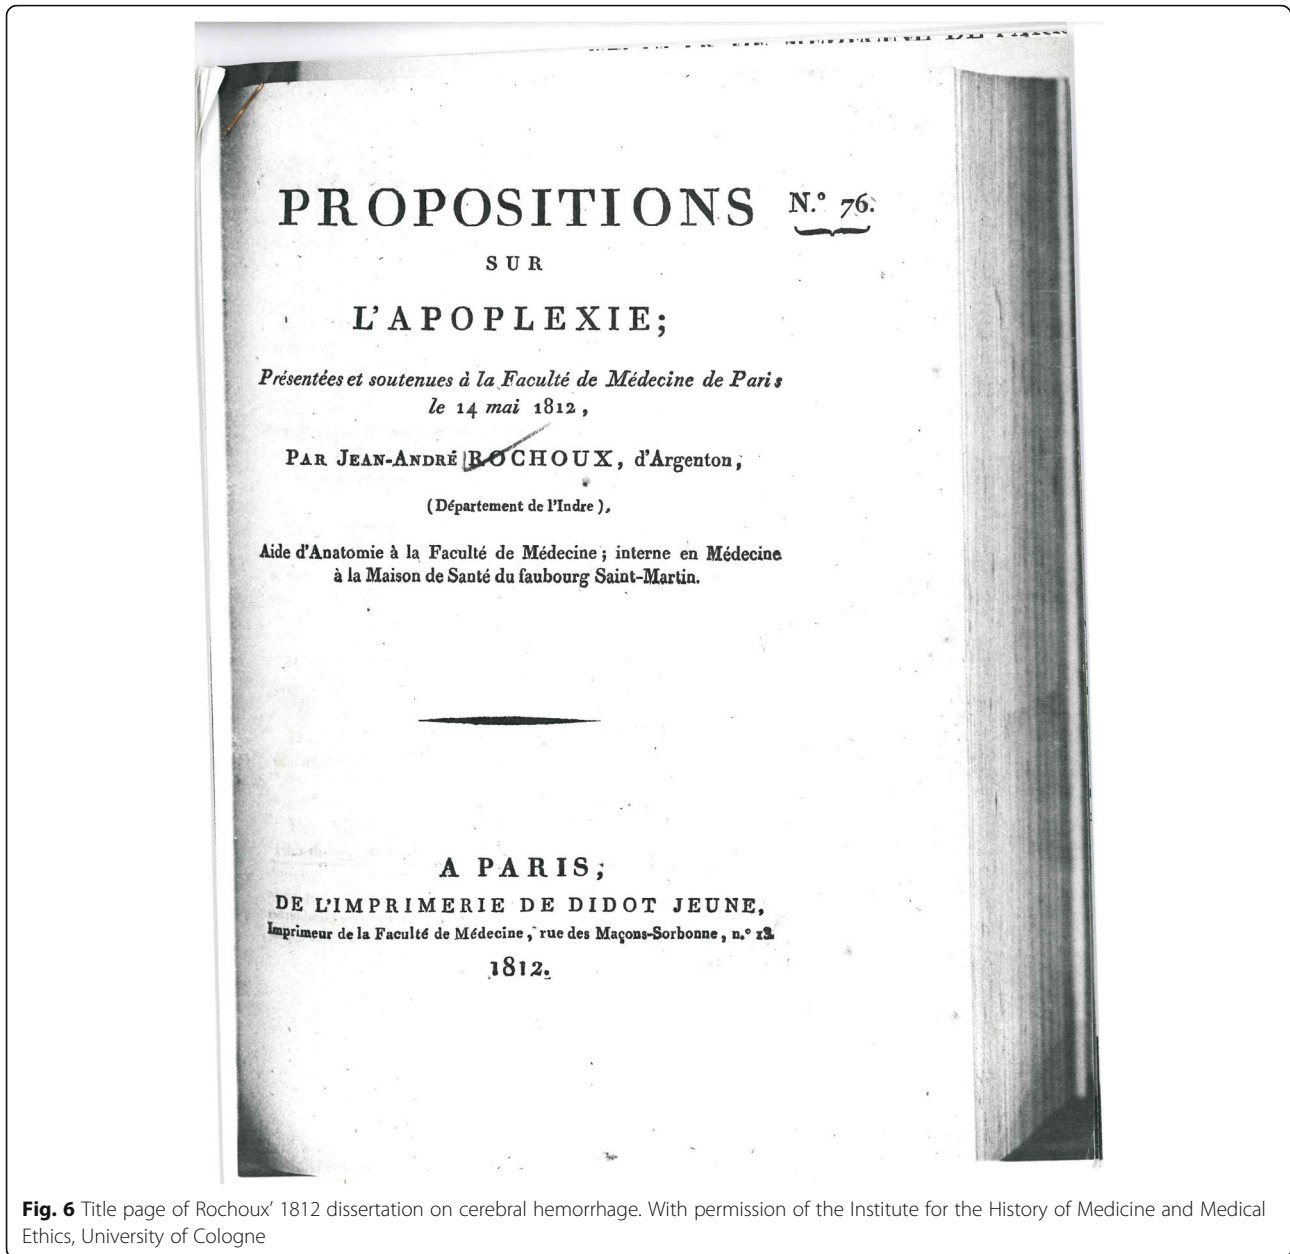 PROPOSITIONS N.º 76.
SUR
L'APOPLEXIE;
Présentées et soutenues à la Faculté de Médecine de Paris
le 14 mai 1812,
PAR JEAN-ANDRÉ ROCHOUX, d'Argenton,
(Département de l'Indre),
Aide d'Anatomie à la Faculté de Médecine; interne en Médecine
à la Maison de Santé du faubourg Saint-Martin.
A PARIS,
DE L'IMPRIMERIE DE DIDOT JEUNE,
Imprimeur de la Faculté de Médecine, rue des Maçons-Sorbonne, n.º
1812.
Fig. 6 Title page of Rochoux' 1812 dissertation on cerebral hemorrhage. With permission of the Institute for the History of Medicine and Medical
Ethics, University of Cologne